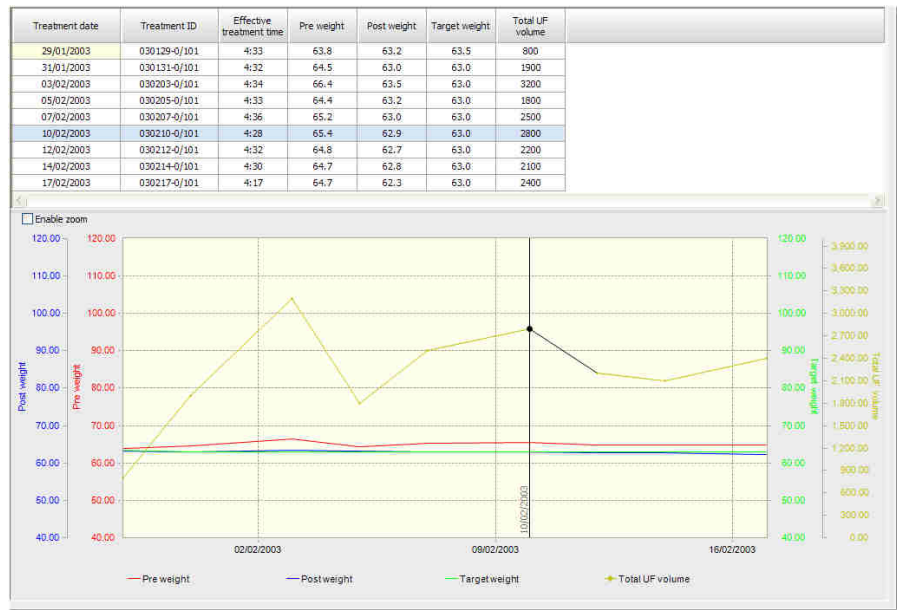 Treatment date Treatment ID Effective treatment time Pre weight Post weight Target weight Total UF volume
29/01/2003 030129-0/101 4:33 63.8 63.2 63.5 800
31/01/2003 030131-0/101 4:32 64.5 63.0 63.0 1900
03/02/2003 030203-0/101 4:34 66.4 63.5 63.0 3200
05/02/2003 030205-0/101 4:33 64.4 63.2 63.0 1800
07/02/2003 030207-0/101 4:36 65.2 63.0 63.0 2500
10/02/2003 030210-0/101 4:28 65.4 62.9 63.0 2800
12/02/2003 030212-0/101 4:32 64.8 62.7 63.0 2200
14/02/2003 030214-0/101 4:30 64.7 62.8 63.0 2100
17/02/2003 030217-0/101 4:17 64.7 62.3 63.0 2400
Enable zoom
120.00 120.00 120.00 3,900.00
110.00 110.00 110.00 3,600.00
3,300.00
100.00 100.00 100.00 3,000.00
2,700.00
90.00 90.00 90.00 2,400.00
80.00 80.00 80.00 2,100.00
1,800.00
70.00 70.00 70.00 1,500.00
1,200.00
60.00 60.00 60.00 900.00
50.00 50.00 50.00 600.00
300.00
40.00 40.00 40.00 0.00
Post weight
Pre weight
Target weight
Total UF volume
10/02/2003
02/02/2003 09/02/2003 16/02/2003
Pre weight Post weight Target weight Total UF volume